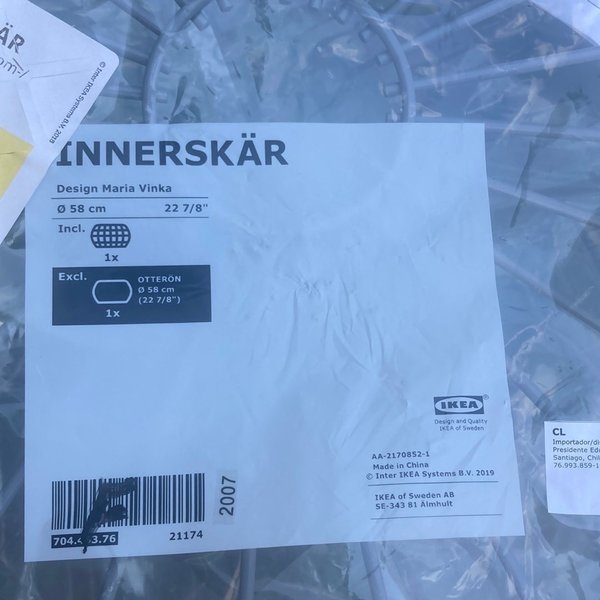 ÄR
© Inter IKEA Systems B.V. 2018
INNERSKÄR
Design Maria Vinka
Ø 58 cm 22 7/8"
Incl.
1x
Excl.
OTTERÖN
Ø 58 cm
(22 7/8")
1x
IKEA
Design and Quality
IKEA of Sweden
AA-2170852-1
Made in China
© Inter IKEA Systems B.V. 2019
IKEA of Sweden AB
SE-343 81 Älmhult
2007
21174
CL
Importador/di
Presidente Ed
Santiago, Chil
76.993.859-